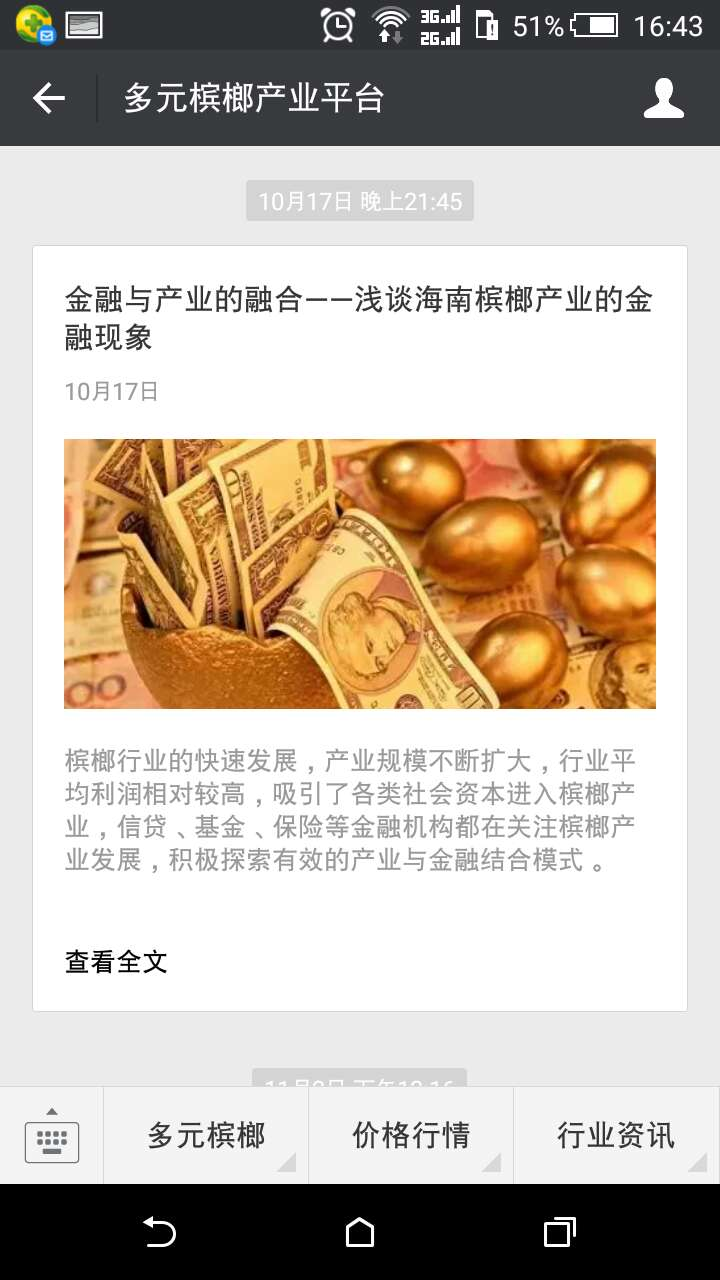 3G
2G
51%
16:43
多元槟榔产业平台
10月17日 晚上21:45
金融与产业的融合——浅谈海南槟榔产业的金
融现象
10月17日
槟榔行业的快速发展，产业规模不断扩大，行业平
均利润相对较高，吸引了各类社会资本进入槟榔产
业，信贷、基金、保险等金融机构都在关注槟榔产
业发展，积极探索有效的产业与金融结合模式。
查看全文
多元槟榔
价格行情
行业资讯